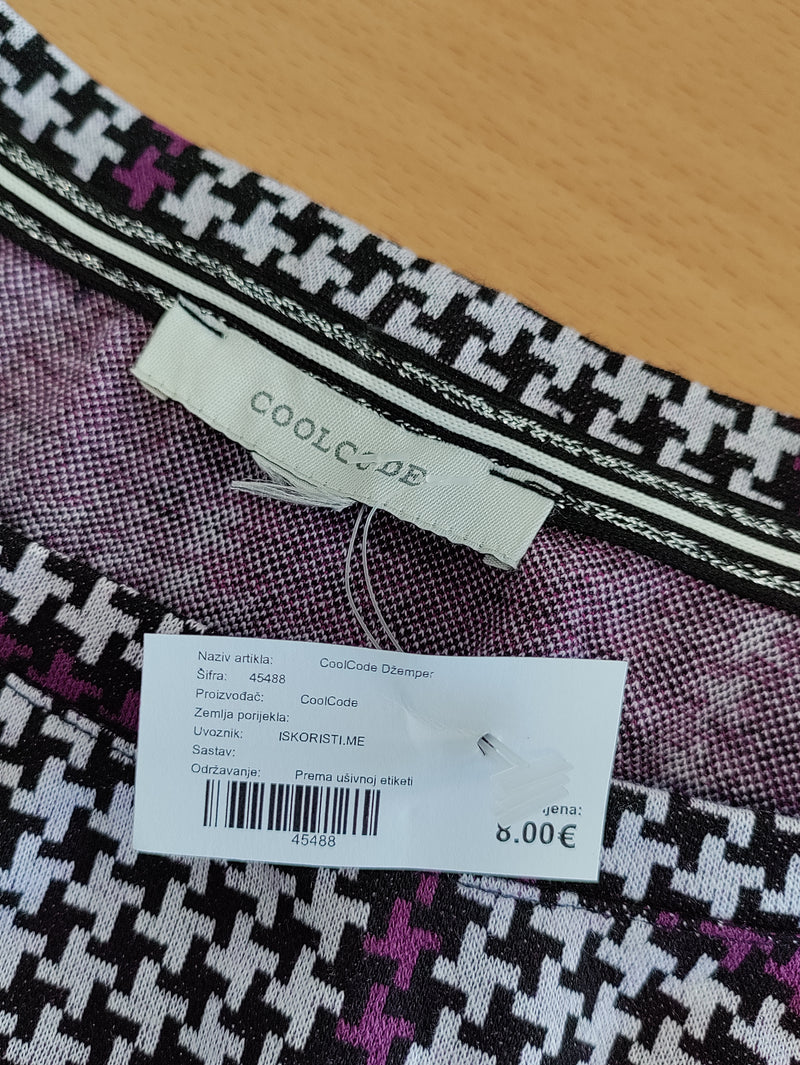 COOLCODE
Naziv artikla: CoolCode Džemper
Šifra: 45488
Proizvođač: CoolCode
Zemlja porijekla:
Uvoznik: ISKORISTI.ME
Sastav:
Održavanje: Prema ušivnoj etiketi
45488
8.00€